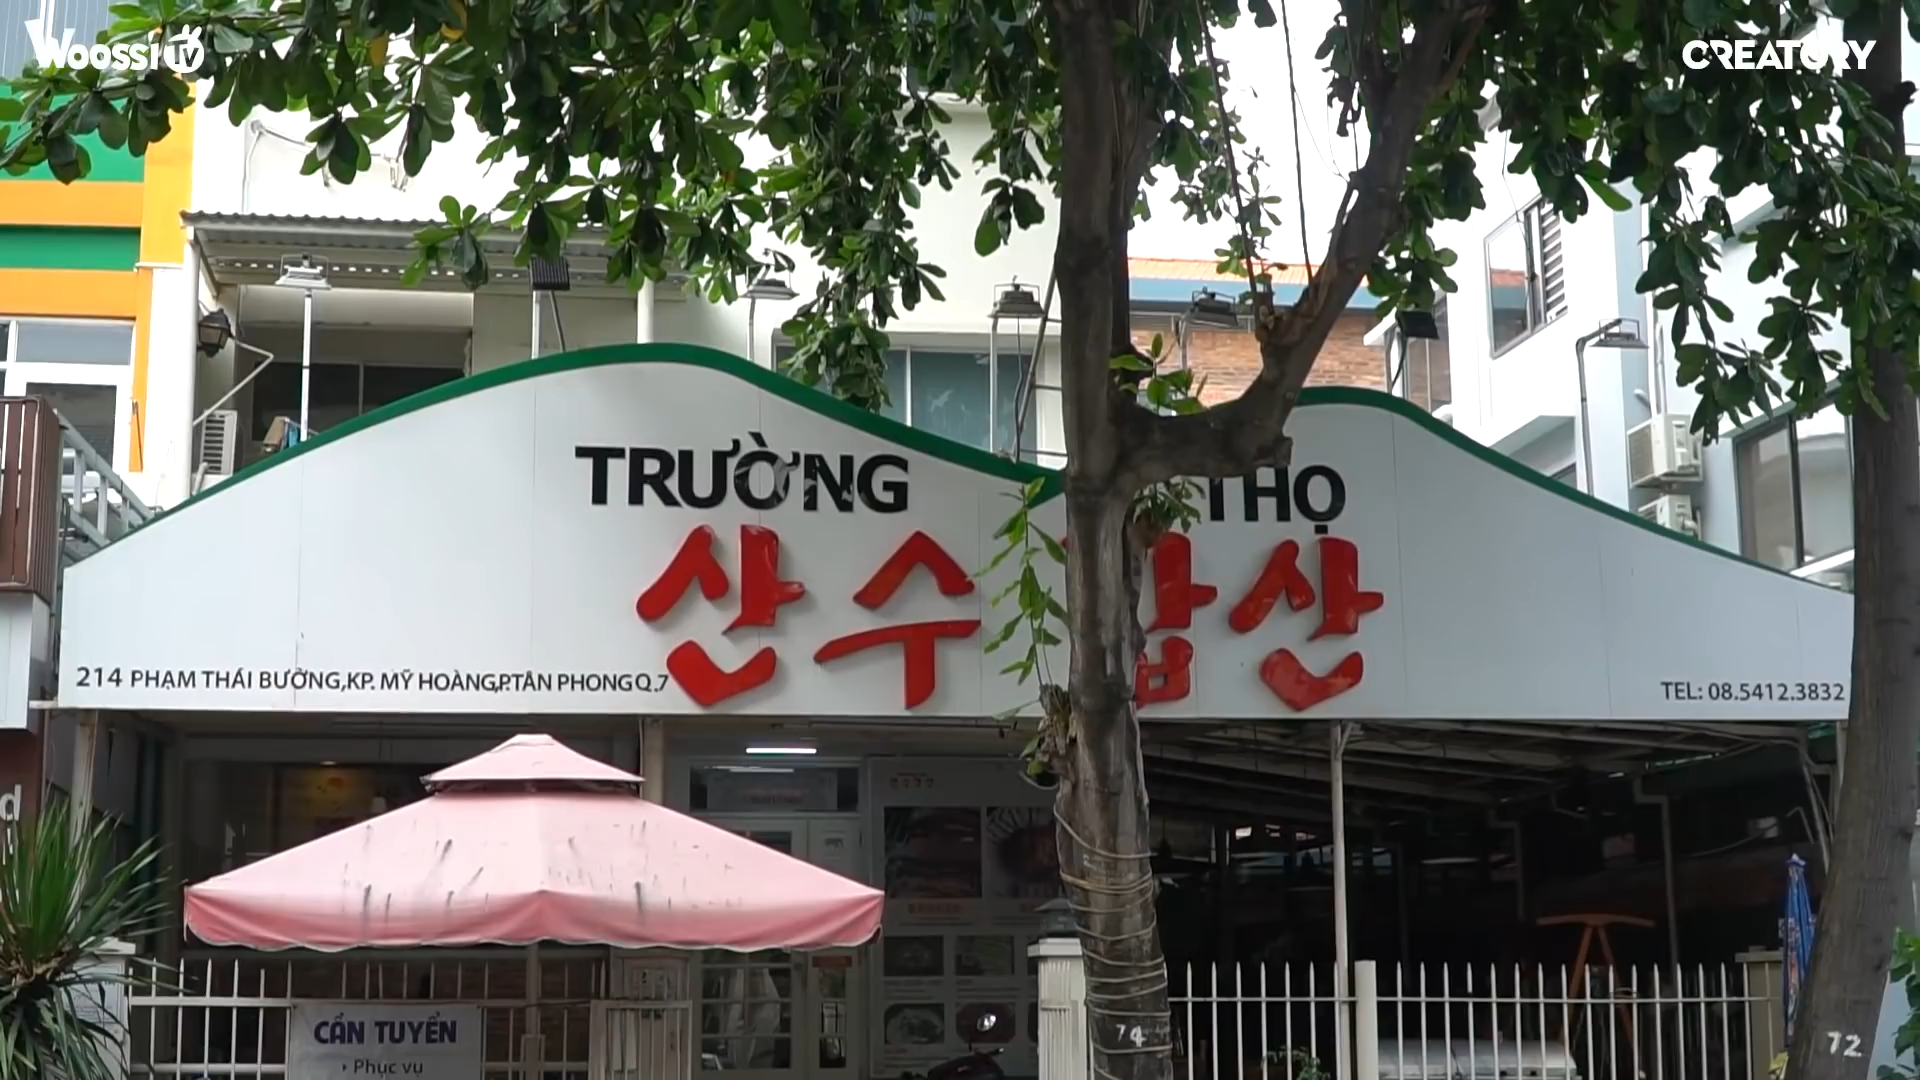 Woossi TV
CREATORY
TRƯỜNG THỌ
산수갑산
214 PHẠM THÁI BƯỜNG,KP. MỸ HOÀNG,P.TÂN PHONG Q.7
TEL: 08.5412.3832
CẦN TUYỂN
Phục vụ
d
74
72